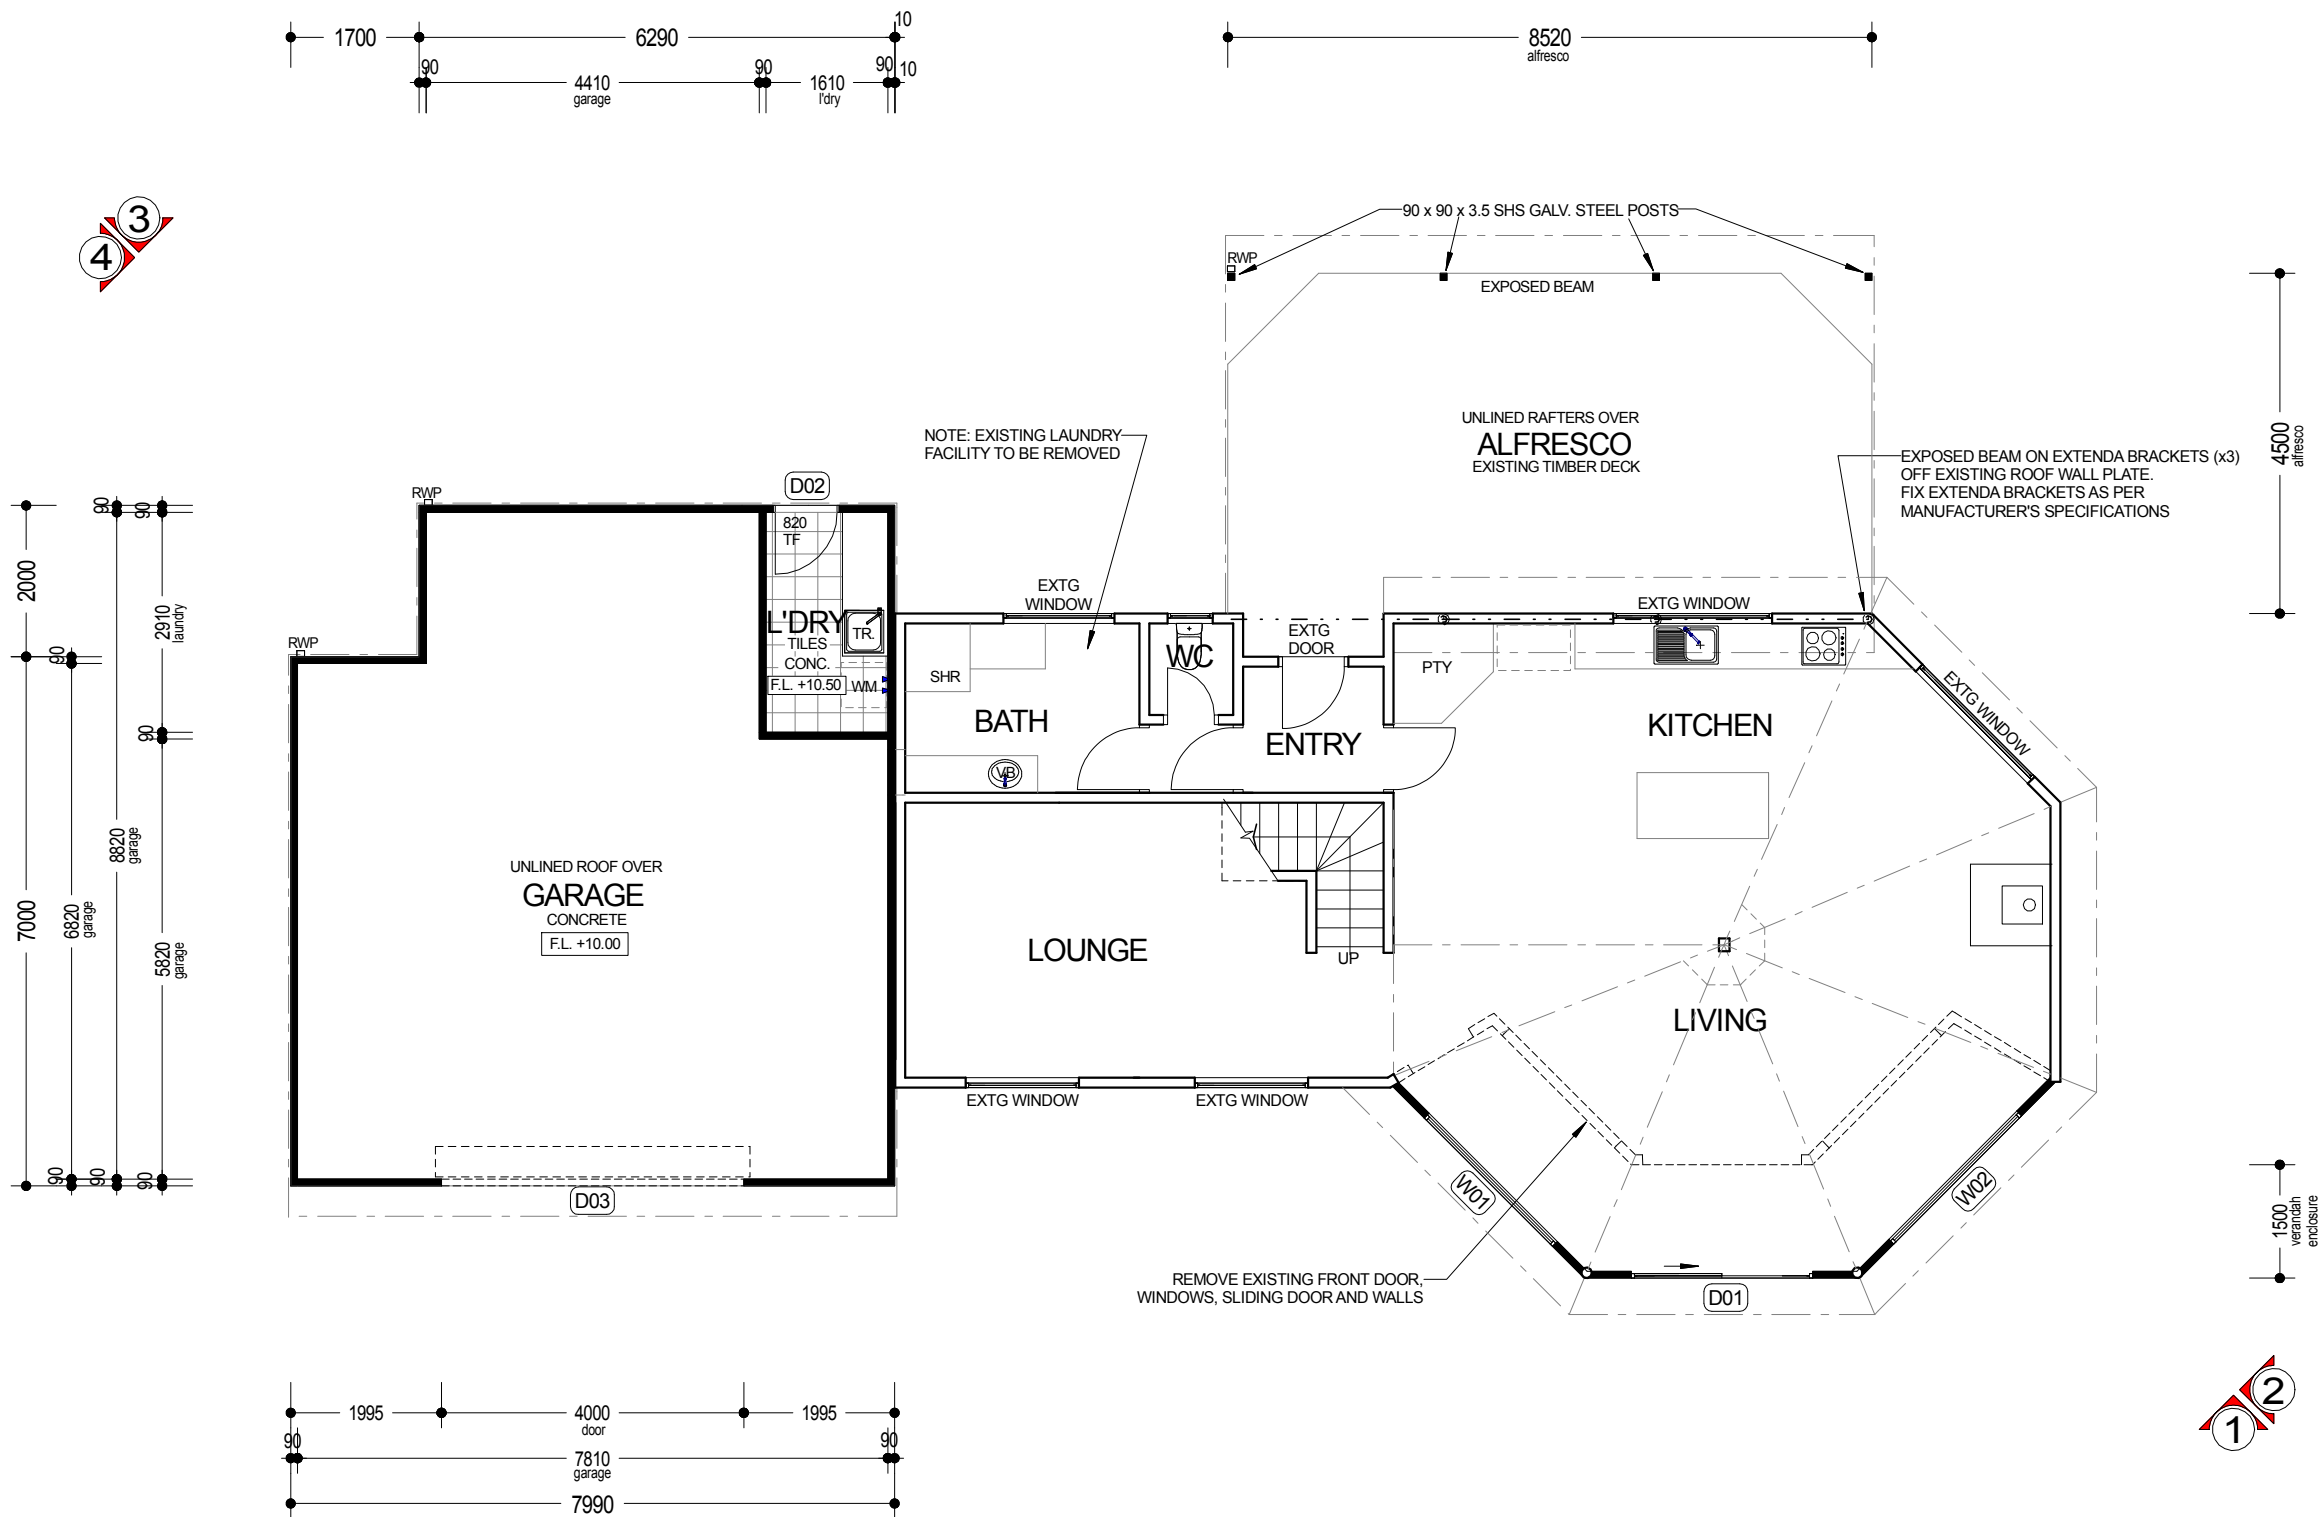 10
1700
6290
8520
alfresco
90
90
90
10
4410
garage
1610
l'dry
3
4
90 x 90 x 3.5 SHS GALV. STEEL POSTS
RWP
EXPOSED BEAM
UNLINED RAFTERS OVER
ALFRESCO
EXISTING TIMBER DECK
4500
alfresco
NOTE: EXISTING LAUNDRY
FACILITY TO BE REMOVED
EXPOSED BEAM ON EXTENDA BRACKETS (x3)
OFF EXISTING ROOF WALL PLATE.
FIX EXTENDA BRACKETS AS PER
MANUFACTURER'S SPECIFICATIONS
RWP
D02
820
TF
90
90
2000
2910
laundry
EXTG
WINDOW
EXTG WINDOW
L'DRY
TILES
CONC.
F.L. +10.50
TR.
WM
EXTG
DOOR
WC
RWP
90
SHR
PTY
BATH
ENTRY
KITCHEN
EXTG WINDOW
90
VB
8820
garage
7000
6820
garage
5820
garage
UNLINED ROOF OVER
GARAGE
CONCRETE
F.L. +10.00
LOUNGE
UP
LIVING
EXTG WINDOW
EXTG WINDOW
90
90
90
D03
W01
W02
1500
verandah
enclosure
REMOVE EXISTING FRONT DOOR,
WINDOWS, SLIDING DOOR AND WALLS
D01
2
1
1995
4000
door
1995
90
90
7810
garage
7990